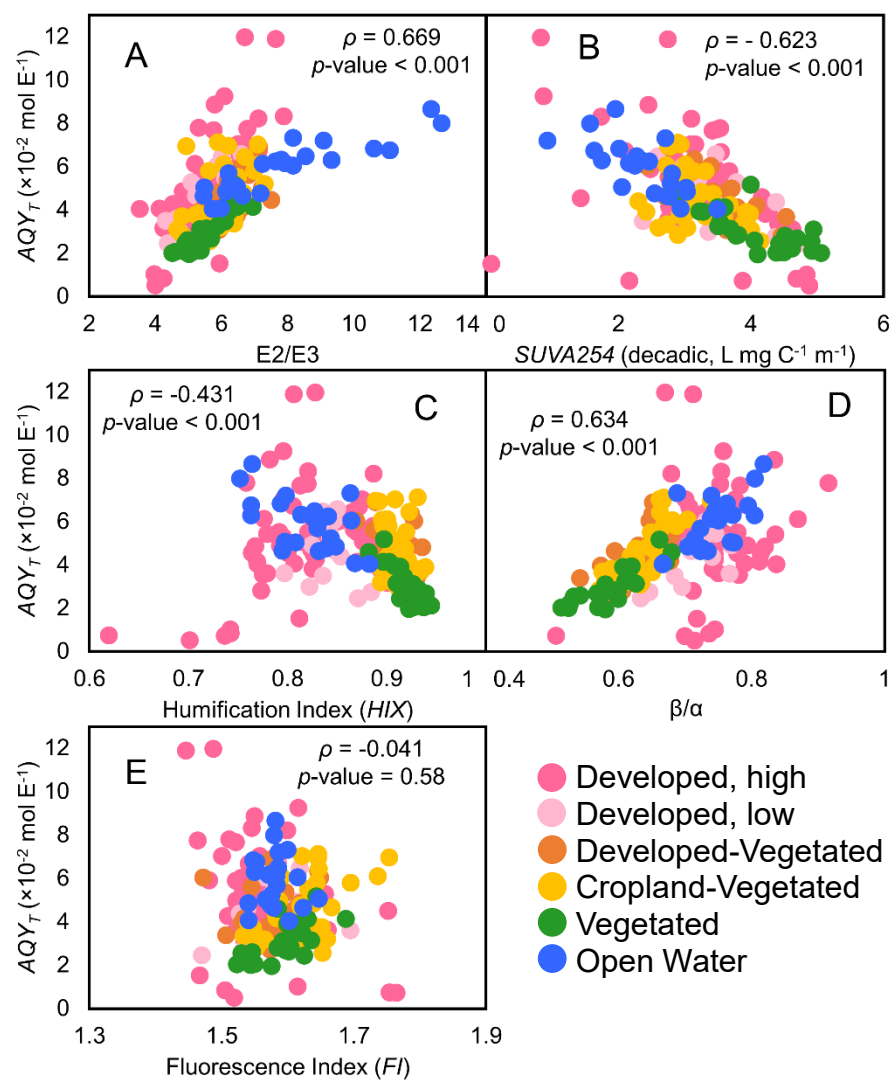 A
ρ = 0.669
p-value < 0.001
B
ρ = - 0.623
p-value < 0.001
AQY_T (×10⁻² mol E⁻¹)
12
10
8
6
4
2
0
2 4 6 8 10 12 14
0 2 4 6
E2/E3
SUVA254 (decadic, L mg C⁻¹ m⁻¹)
ρ = -0.431
p-value < 0.001
C
ρ = 0.634
p-value < 0.001
D
AQY_T (×10⁻² mol E⁻¹)
12
10
8
6
4
2
0
0.6 0.7 0.8 0.9 1
0.4 0.6 0.8 1
Humification Index (HIX)
β/α
E
ρ = -0.041
p-value = 0.58
AQY_T (×10⁻² mol E⁻¹)
12
10
8
6
4
2
0
1.3 1.5 1.7 1.9
Fluorescence Index (FI)
Developed, high
Developed, low
Developed-Vegetated
Cropland-Vegetated
Vegetated
Open Water